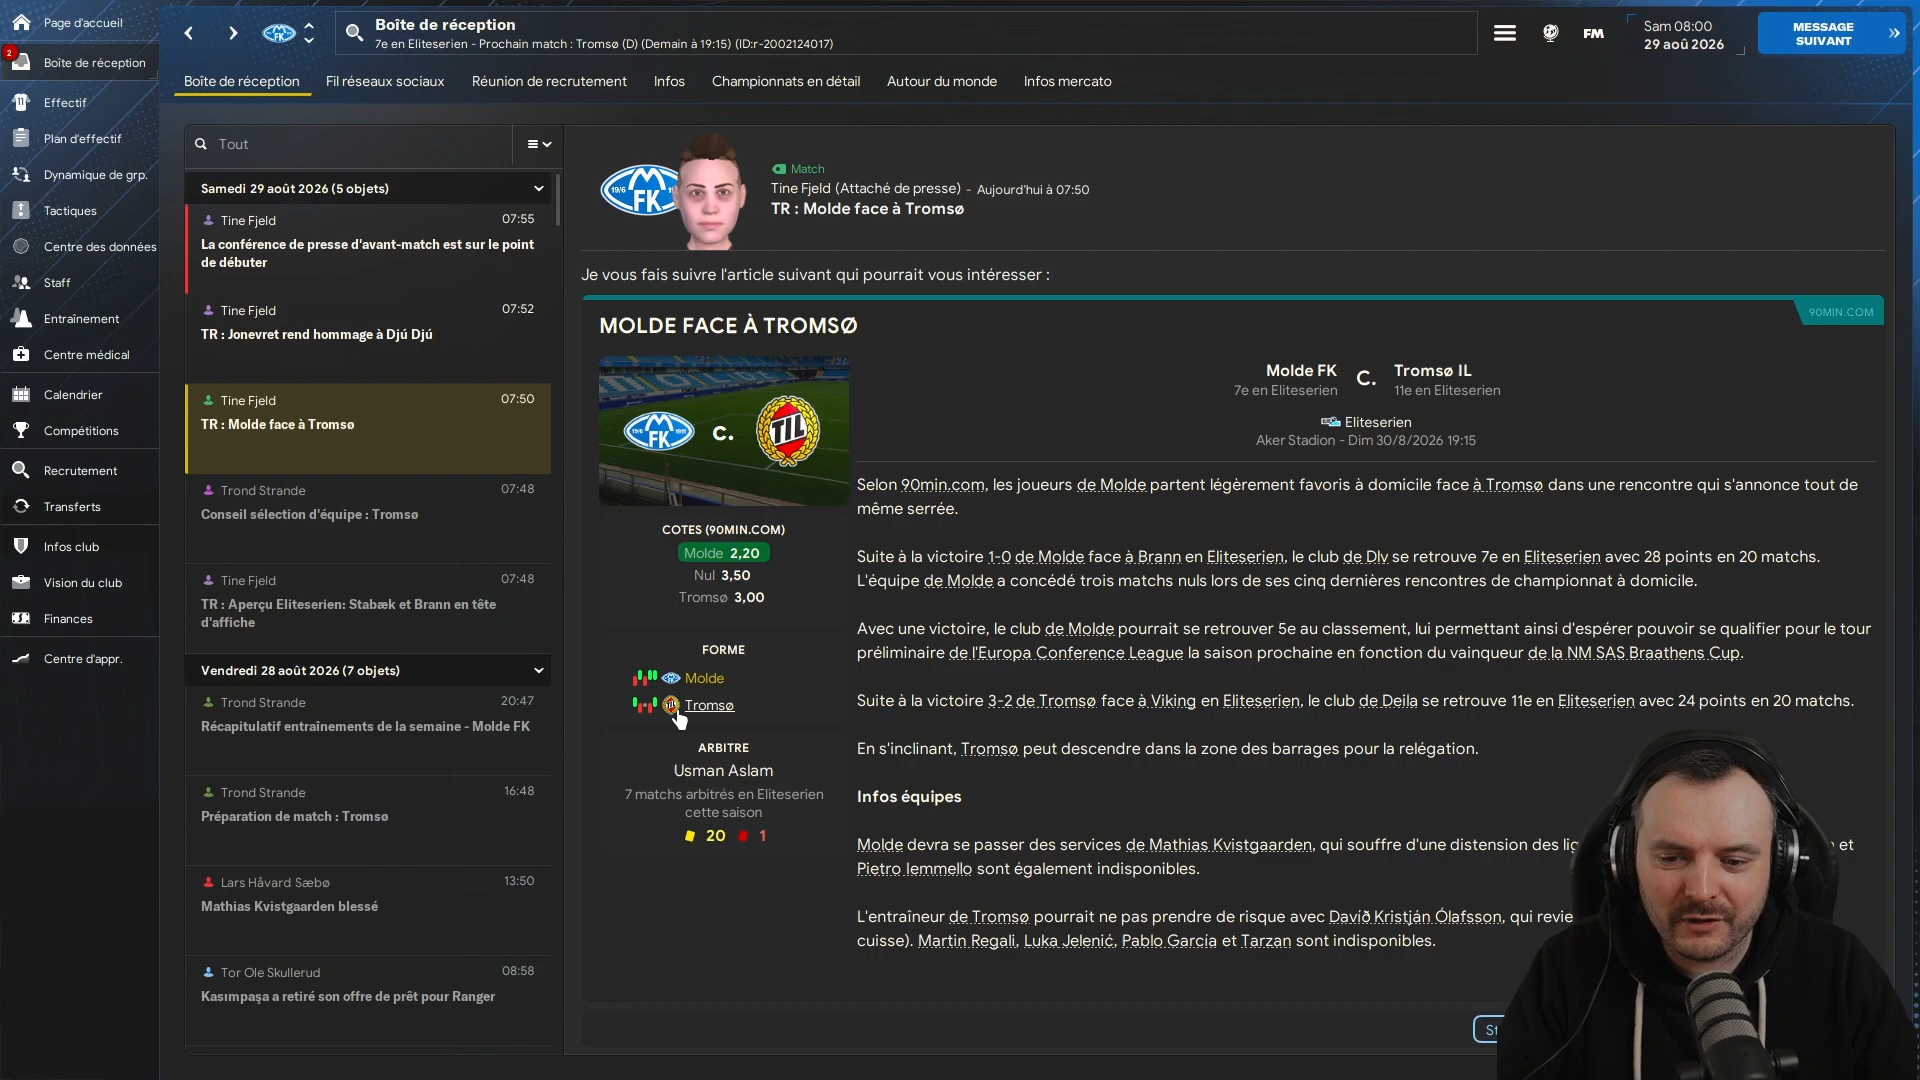 Page d'accueil
2
Boîte de réception
Effectif
Plan d'effectif
Dynamique de grp.
Tactiques
Centre des données
Staff
Entraînement
Centre médical
Calendrier
Compétitions
Recrutement
Transferts
Infos club
Vision du club
Finances
Centre d'appr.
Boîte de réception
7e en Eliteserien - Prochain match : Tromsø (D) (Demain à 19:15) (ID:r-2002124017)
FM
Sam 08:00
29 aoû 2026
MESSAGE
SUIVANT
Boîte de réception
Fil réseaux sociaux
Réunion de recrutement
Infos
Championnats en détail
Autour du monde
Infos mercato
Tout
Samedi 29 août 2026 (5 objets)
Tine Fjeld 07:55
La conférence de presse d'avant-match est sur le point
de débuter
Tine Fjeld 07:52
TR : Jonevret rend hommage à Djú Djú
Tine Fjeld 07:50
TR : Molde face à Tromsø
Trond Strande 07:48
Conseil sélection d'équipe : Tromsø
Tine Fjeld 07:48
TR : Aperçu Eliteserien: Stabæk et Brann en tête
d'affiche
Vendredi 28 août 2026 (7 objets)
Trond Strande 20:47
Récapitulatif entraînements de la semaine - Molde FK
Trond Strande 16:48
Préparation de match : Tromsø
Lars Håvard Sæbø 13:50
Mathias Kvistgaarden blessé
Tor Ole Skullerud 08:58
Kasımpaşa a retiré son offre de prêt pour Ranger
Match
Tine Fjeld (Attaché de presse) - Aujourd'hui à 07:50
TR : Molde face à Tromsø
Je vous fais suivre l'article suivant qui pourrait vous intéresser :
90MIN.COM
MOLDE FACE À TROMSØ
MOLDE
FK
C.
TIL
COTES (90MIN.COM)
Molde 2,20
Nul 3,50
Tromsø 3,00
FORME
Molde
Tromsø
ARBITRE
Usman Aslam
7 matchs arbitrés en Eliteserien
cette saison
20 1
Molde FK C. Tromsø IL
7e en Eliteserien 11e en Eliteserien
Eliteserien
Aker Stadion - Dim 30/8/2026 19:15
Selon 90min.com, les joueurs de Molde partent légèrement favoris à domicile face à Tromsø dans une rencontre qui s'annonce tout de
même serrée.
Suite à la victoire 1-0 de Molde face à Brann en Eliteserien, le club de Dlv se retrouve 7e en Eliteserien avec 28 points en 20 matchs.
L'équipe de Molde a concédé trois matchs nuls lors de ses cinq dernières rencontres de championnat à domicile.
Avec une victoire, le club de Molde pourrait se retrouver 5e au classement, lui permettant ainsi d'espérer pouvoir se qualifier pour le tour
préliminaire de l'Europa Conference League la saison prochaine en fonction du vainqueur de la NM SAS Braathens Cup.
Suite à la victoire 3-2 de Tromsø face à Viking en Eliteserien, le club de Deila se retrouve 11e en Eliteserien avec 24 points en 20 matchs.
En s'inclinant, Tromsø peut descendre dans la zone des barrages pour la relégation.
Infos équipes
Molde devra se passer des services de Mathias Kvistgaarden, qui souffre d'une distension des lig et
Pietro Iemmello sont également indisponibles.
L'entraîneur de Tromsø pourrait ne pas prendre de risque avec Davíð Kristján Ólafsson, qui revie
cuisse). Martin Regali, Luka Jelenić, Pablo García et Tarzan sont indisponibles.
St